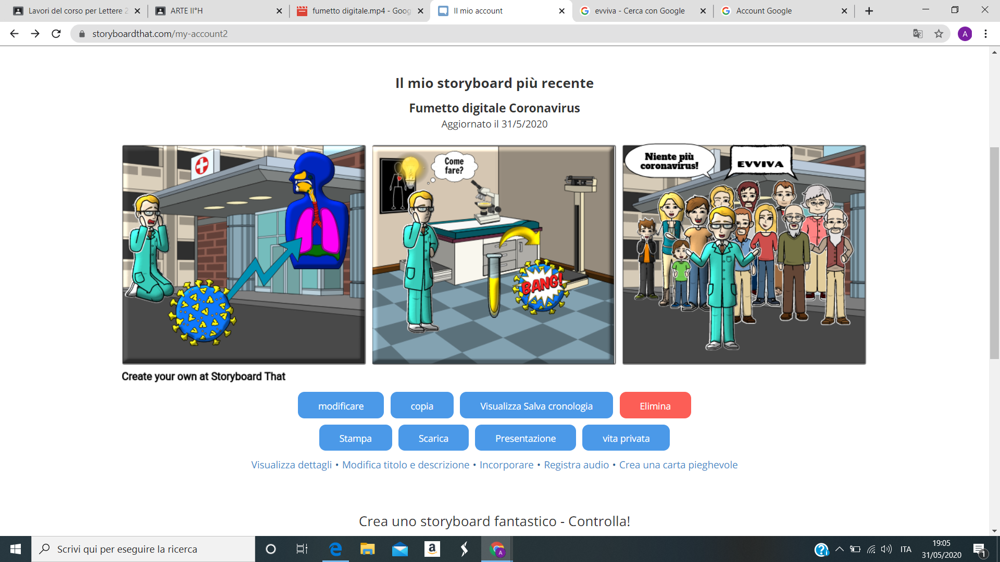 Lavori del corso per Lettere 2
ARTE II°H
fumetto digitale.mp4 - Goog
Il mio account
evviva - Cerca con Google
Account Google
storyboardthat.com/my-account2
A
Il mio storyboard più recente
Fumetto digitale Coronavirus
Aggiornato il 31/5/2020
Come
fare?
BANG!
Niente più
coronavirus!
EVVIVA
Create your own at Storyboard That
modificare
copia
Visualizza Salva cronologia
Elimina
Stampa
Scarica
Presentazione
vita privata
Visualizza dettagli • Modifica titolo e descrizione • Incorporare • Registra audio • Crea una carta pieghevole
Crea uno storyboard fantastico - Controlla!
Scrivi qui per eseguire la ricerca
a
A
ITA
19:05
31/05/2020
1